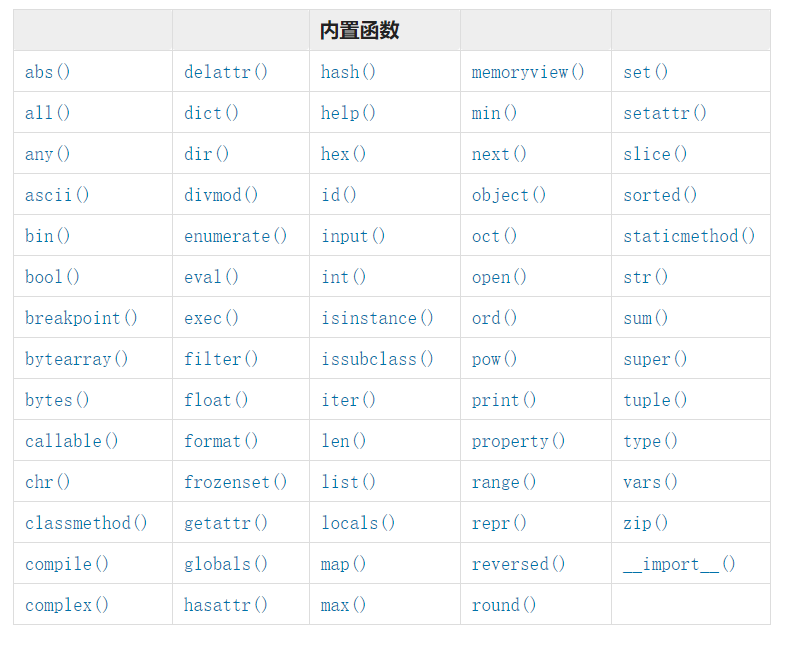 内置函数
abs() delattr() hash() memoryview() set()
all() dict() help() min() setattr()
any() dir() hex() next() slice()
ascii() divmod() id() object() sorted()
bin() enumerate() input() oct() staticmethod()
bool() eval() int() open() str()
breakpoint() exec() isinstance() ord() sum()
bytearray() filter() issubclass() pow() super()
bytes() float() iter() print() tuple()
callable() format() len() property() type()
chr() frozenset() list() range() vars()
classmethod() getattr() locals() repr() zip()
compile() globals() map() reversed() __import__()
complex() hasattr() max() round()